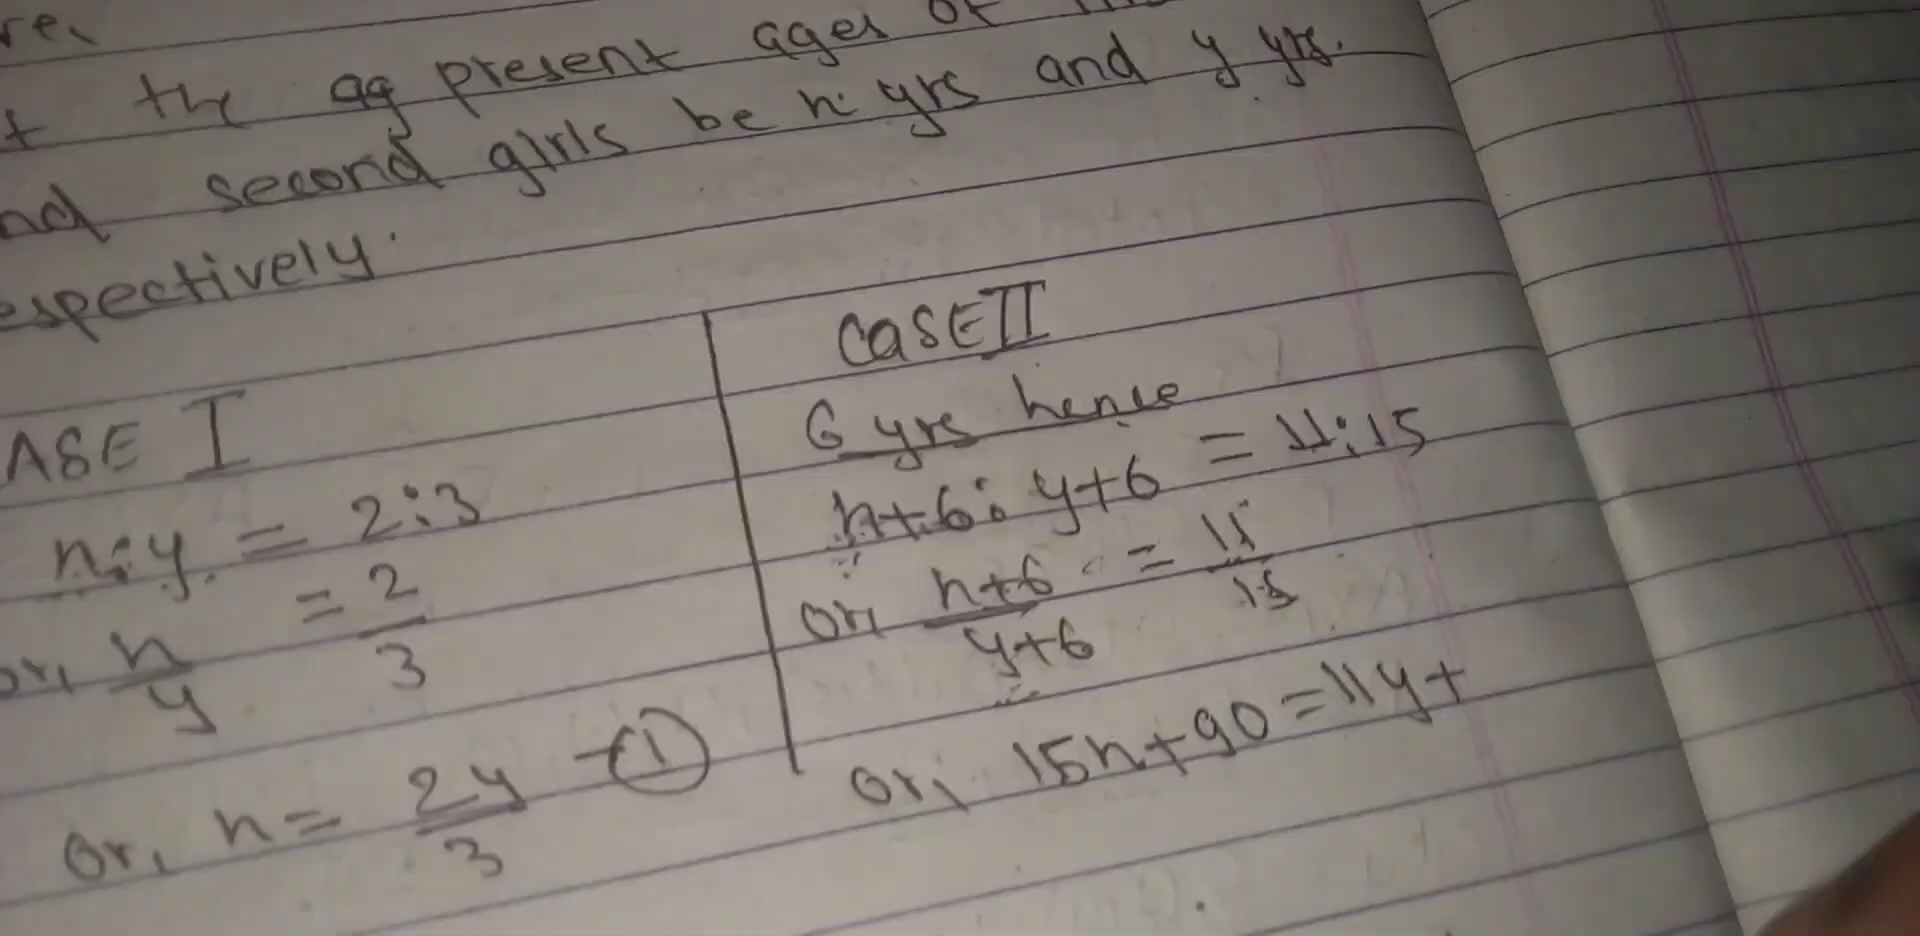 re,
t the ag present ages of
nd second girls be n yrs and y yrs.
espectively.
ASE I
n:y = 2:3
or, n/y = 2/3
or, n = 2y/3 - (1)
CASE II
6 yrs hence
n+6 : y+6 = 11:15
or, n+6/y+6 = 11/15
or, 15n+90 = 11y+